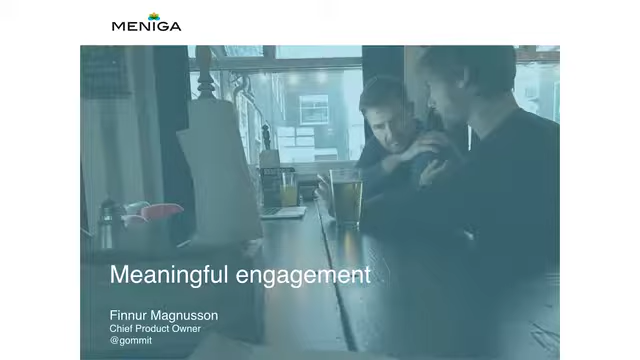 MENIGA
Meaningful engagement
Finnur Magnusson
Chief Product Owner
@gommit